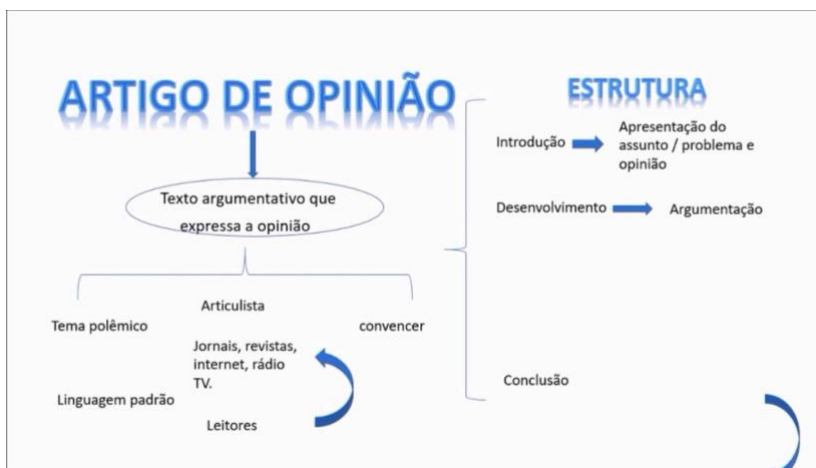 ARTIGO DE OPINIÃO
Texto argumentativo que
expressa a opinião
Tema polêmico
Linguagem padrão
Articulista
Jornais, revistas,
internet, rádio
TV.
Leitores
convencer
ESTRUTURA
Introdução
Apresentação do
assunto / problema e
opinião
Desenvolvimento
Argumentação
Conclusão